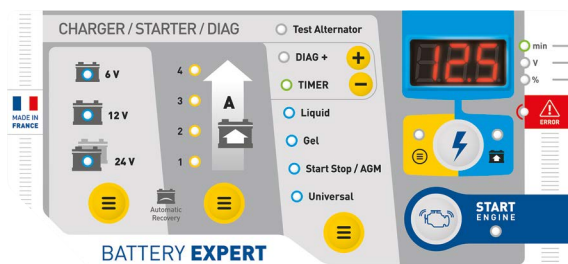 CHARGER / STARTER / DIAG
6 V
12 V
24 V
MADE IN
FRANCE
4
3
2
1
A
Automatic
Recovery
BATTERY EXPERT
Test Alternator
DIAG +
TIMER
+
−
Liquid
Gel
Start Stop / AGM
Universal
12.5
min
V
%
ERROR
START
ENGINE